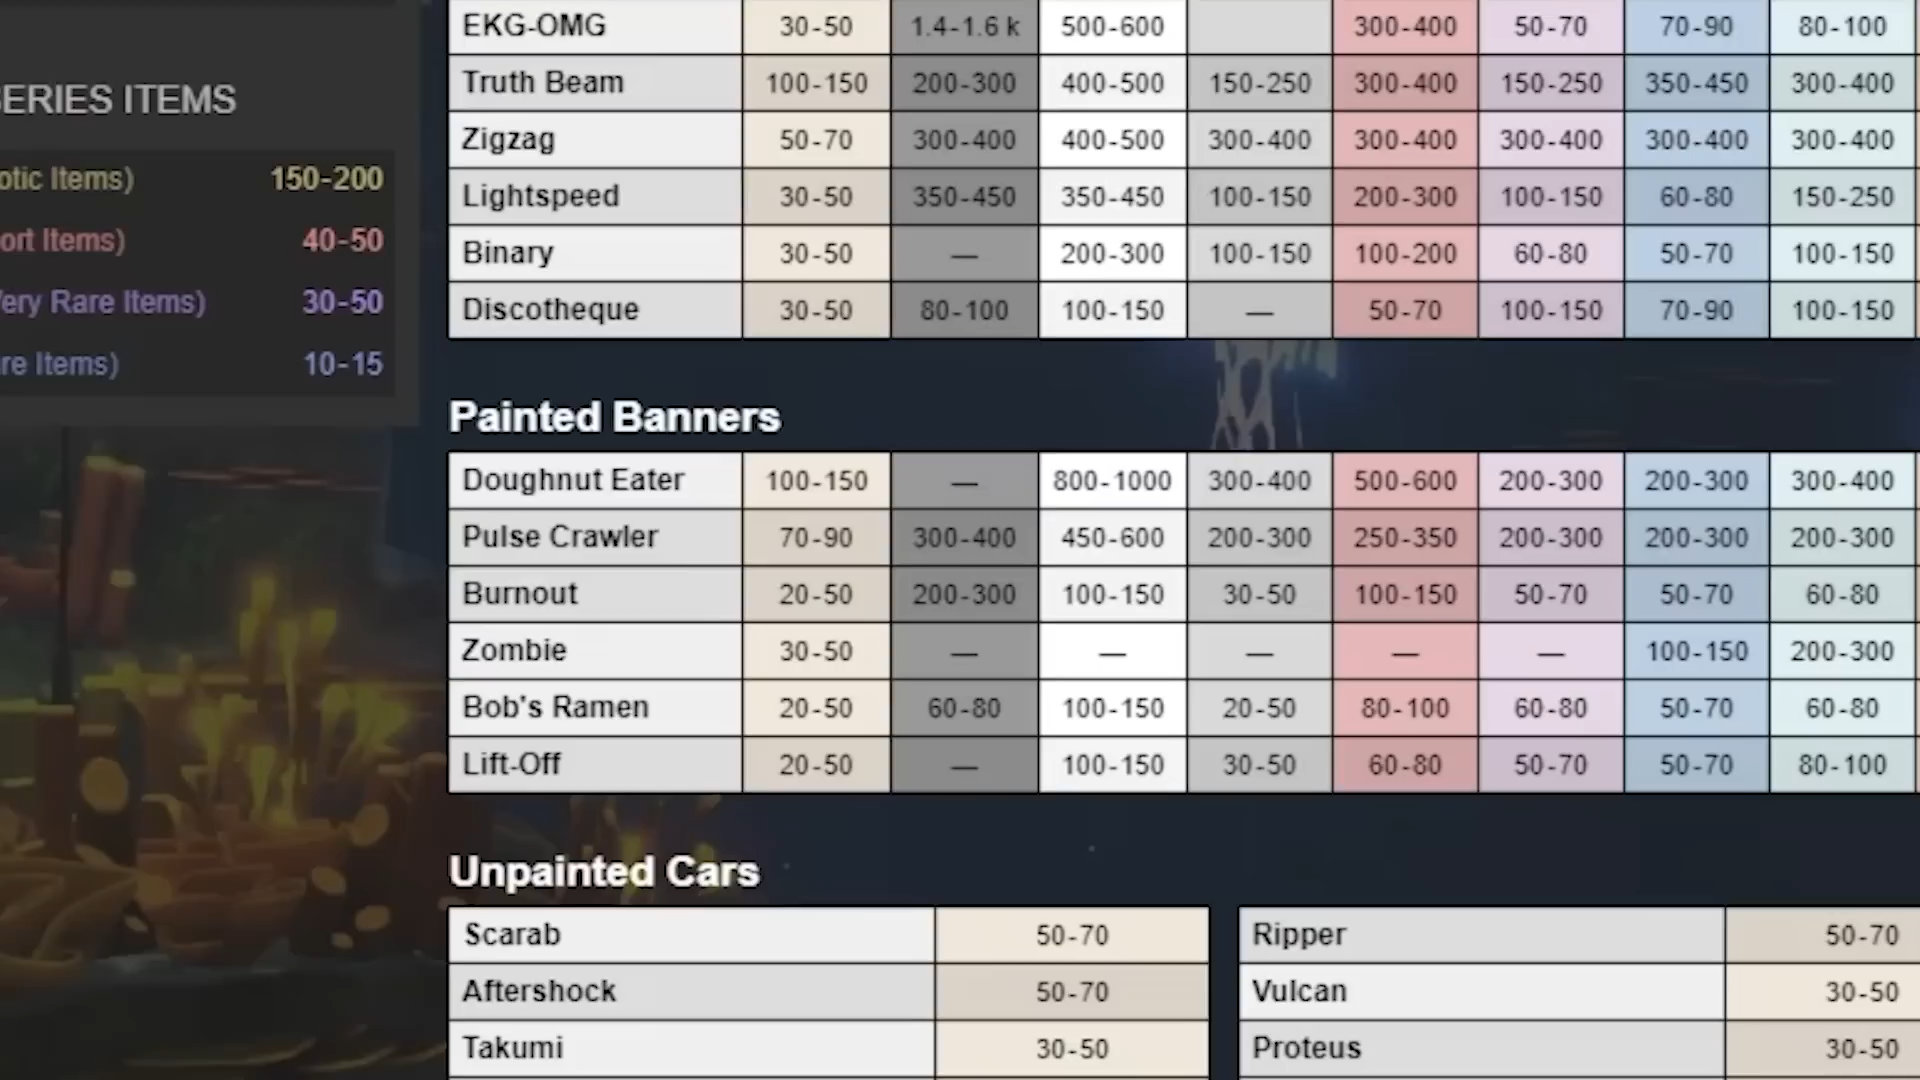 SERIES ITEMS
otic Items) 150-200
ort Items) 40-50
Very Rare Items) 30-50
re Items) 10-15
EKG-OMG 30-50 1.4-1.6 k 500-600 300-400 50-70 70-90 80-100
Truth Beam 100-150 200-300 400-500 150-250 300-400 150-250 350-450 300-400
Zigzag 50-70 300-400 400-500 300-400 300-400 300-400 300-400 300-400
Lightspeed 30-50 350-450 350-450 100-150 200-300 100-150 60-80 150-250
Binary 30-50 — 200-300 100-150 100-200 60-80 50-70 100-150
Discotheque 30-50 80-100 100-150 — 50-70 100-150 70-90 100-150
Painted Banners
Doughnut Eater 100-150 — 800-1000 300-400 500-600 200-300 200-300 300-400
Pulse Crawler 70-90 300-400 450-600 200-300 250-350 200-300 200-300 200-300
Burnout 20-50 200-300 100-150 30-50 100-150 50-70 50-70 60-80
Zombie 30-50 — — — — — 100-150 200-300
Bob's Ramen 20-50 60-80 100-150 20-50 80-100 60-80 50-70 60-80
Lift-Off 20-50 — 100-150 30-50 60-80 50-70 50-70 80-100
Unpainted Cars
Scarab 50-70 Ripper 50-70
Aftershock 50-70 Vulcan 30-50
Takumi 30-50 Proteus 30-50